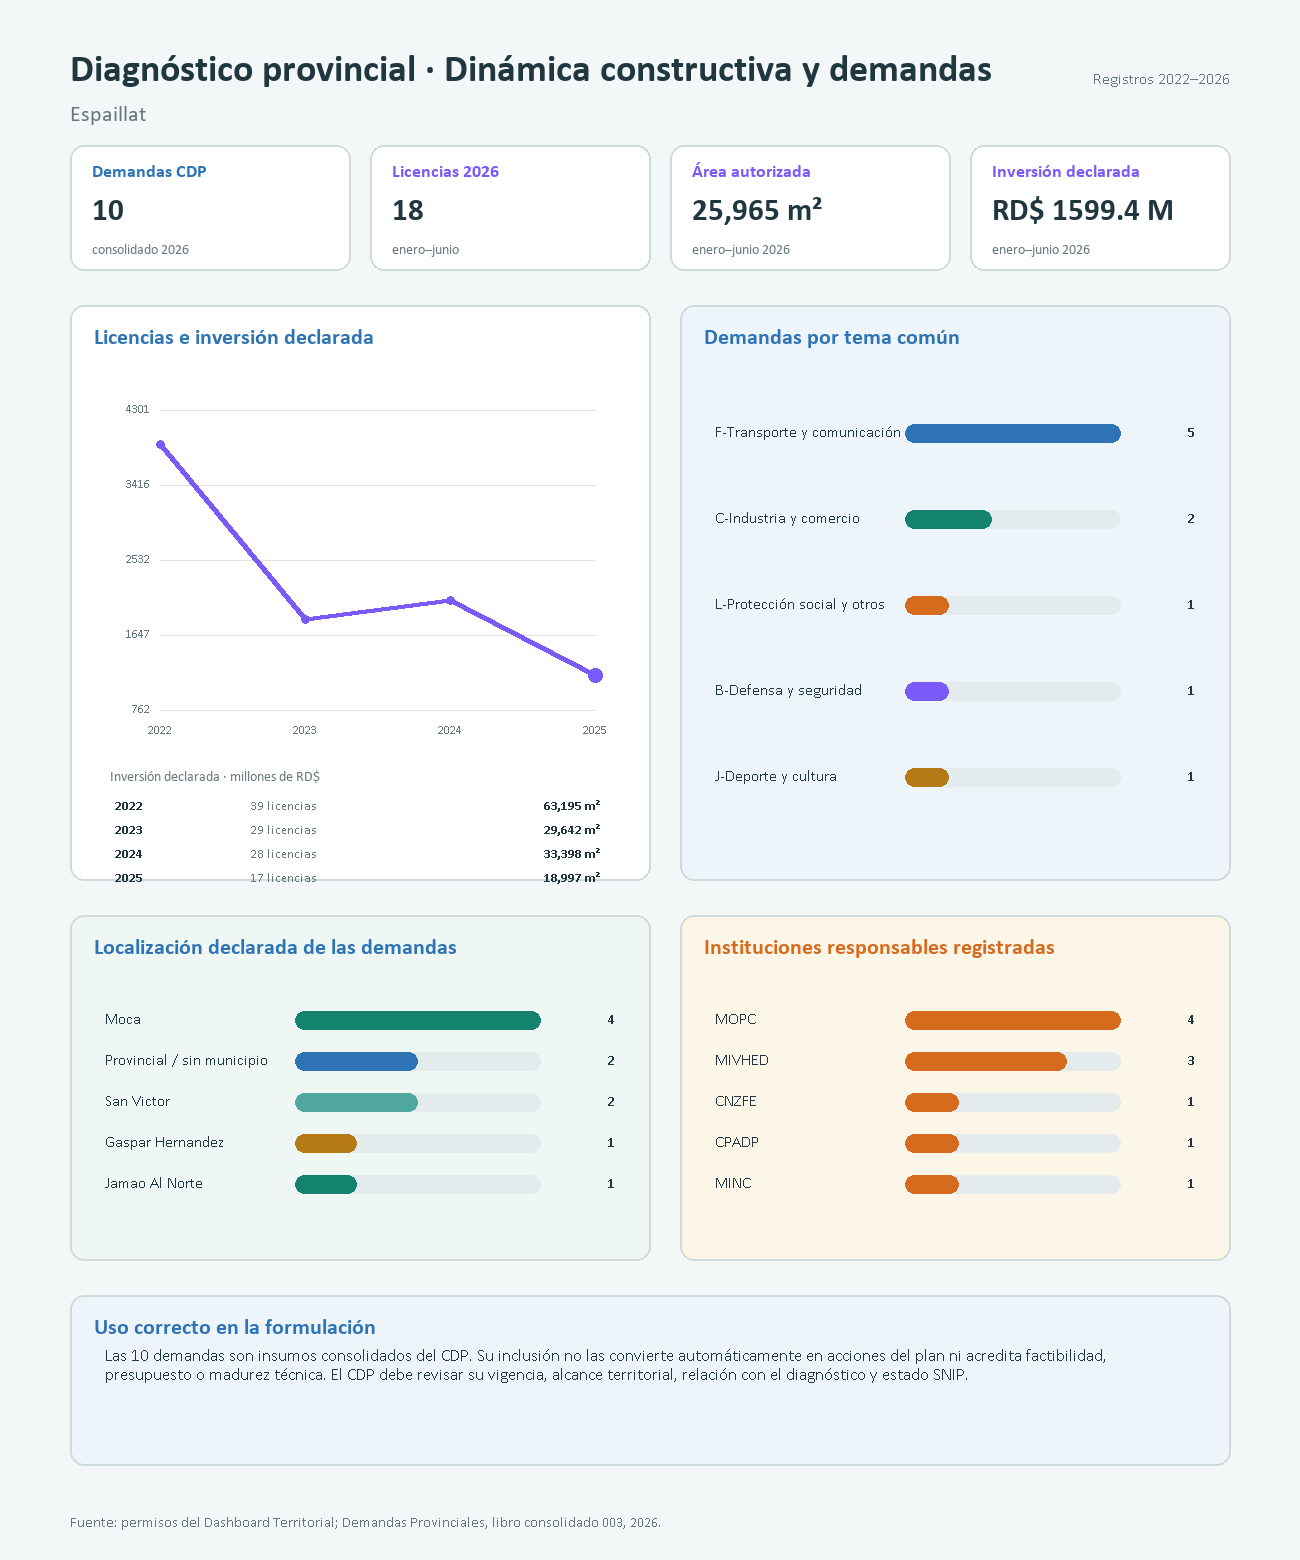 Diagnóstico provincial · Dinámica constructiva y demandas
Registros 2022–2026
Espaillat
Demandas CDP
10
consolidado 2026
Licencias 2026
18
enero–junio
Área autorizada
25,965 m²
enero–junio 2026
Inversión declarada
RD$ 1599.4 M
enero–junio 2026
Licencias e inversión declarada
4301
3416
2532
1647
762
2022 2023 2024 2025
Inversión declarada · millones de RD$
2022 39 licencias 63,195 m²
2023 29 licencias 29,642 m²
2024 28 licencias 33,398 m²
2025 17 licencias 18,997 m²
Demandas por tema común
F-Transporte y comunicación 5
C-Industria y comercio 2
L-Protección social y otros 1
B-Defensa y seguridad 1
J-Deporte y cultura 1
Localización declarada de las demandas
Moca 4
Provincial / sin municipio 2
San Victor 2
Gaspar Hernandez 1
Jamao Al Norte 1
Instituciones responsables registradas
MOPC 4
MIVHED 3
CNZFE 1
CPADP 1
MINC 1
Uso correcto en la formulación
Las 10 demandas son insumos consolidados del CDP. Su inclusión no las convierte automáticamente en acciones del plan ni acredita factibilidad,
presupuesto o madurez técnica. El CDP debe revisar su vigencia, alcance territorial, relación con el diagnóstico y estado SNIP.
Fuente: permisos del Dashboard Territorial; Demandas Provinciales, libro consolidado 003, 2026.